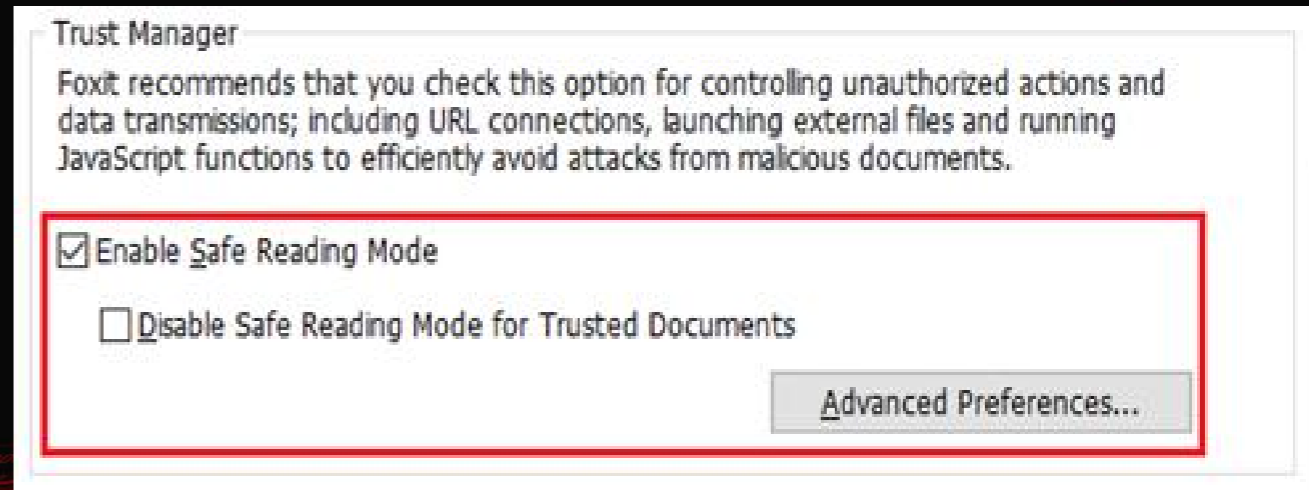 Trust Manager
Foxit recommends that you check this option for controlling unauthorized actions and
data transmissions; including URL connections, launching external files and running
JavaScript functions to efficiently avoid attacks from malicious documents.
Enable Safe Reading Mode
Disable Safe Reading Mode for Trusted Documents
Advanced Preferences...